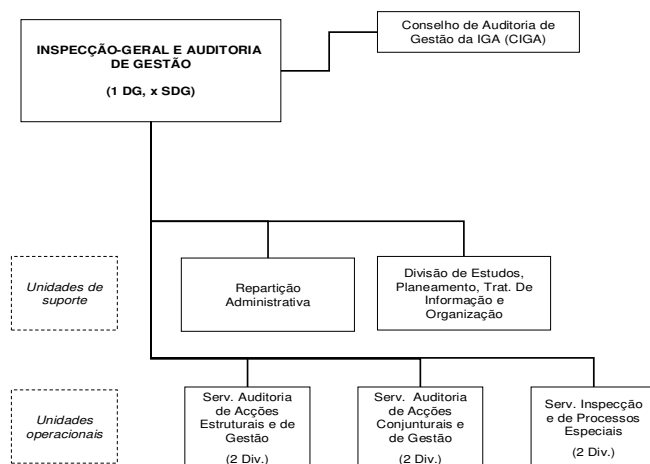 INSPECÇÃO-GERAL E AUDITORIA
DE GESTÃO
(1 DG, x SDG)
Conselho de Auditoria de
Gestão da IGA (CIGA)
Unidades de
suporte
Repartição
Administrativa
Divisão de Estudos,
Planeamento, Trat. De
Informação e
Organização
Unidades
operacionais
Serv. Auditoria
de Acções
Estruturais e de
Gestão
(2 Div.)
Serv. Auditoria
de Acções
Conjunturais e
de Gestão
(2 Div.)
Serv. Inspecção
e de Processos
Especiais
(2 Div.)